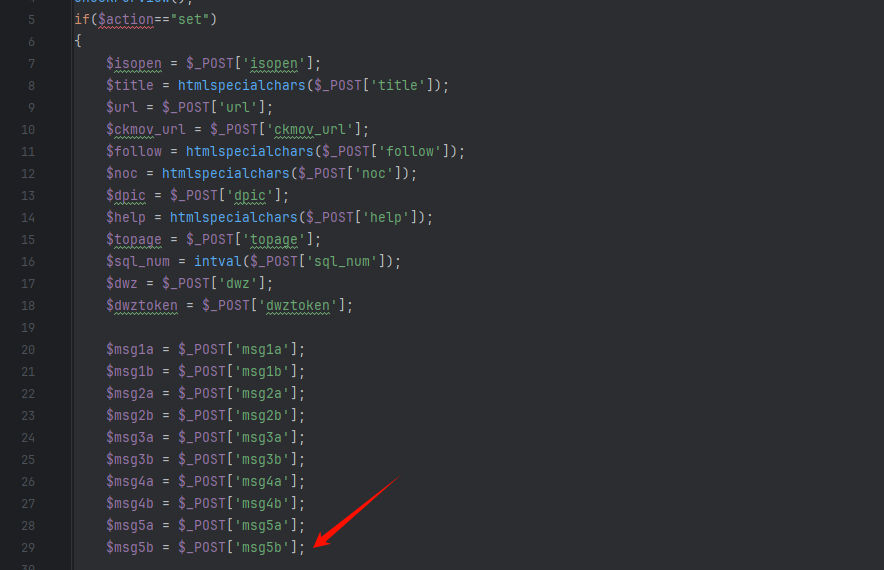 5 if($action=="set")
6 {
7 $isopen = $_POST['isopen'];
8 $title = htmlspecialchars($_POST['title']);
9 $url = $_POST['url'];
10 $ckmov_url = $_POST['ckmov_url'];
11 $follow = htmlspecialchars($_POST['follow']);
12 $noc = htmlspecialchars($_POST['noc']);
13 $dpic = $_POST['dpic'];
14 $help = htmlspecialchars($_POST['help']);
15 $topage = $_POST['topage'];
16 $sql_num = intval($_POST['sql_num']);
17 $dwz = $_POST['dwz'];
18 $dwztoken = $_POST['dwztoken'];
19
20 $msg1a = $_POST['msg1a'];
21 $msg1b = $_POST['msg1b'];
22 $msg2a = $_POST['msg2a'];
23 $msg2b = $_POST['msg2b'];
24 $msg3a = $_POST['msg3a'];
25 $msg3b = $_POST['msg3b'];
26 $msg4a = $_POST['msg4a'];
27 $msg4b = $_POST['msg4b'];
28 $msg5a = $_POST['msg5a'];
29 $msg5b = $_POST['msg5b'];